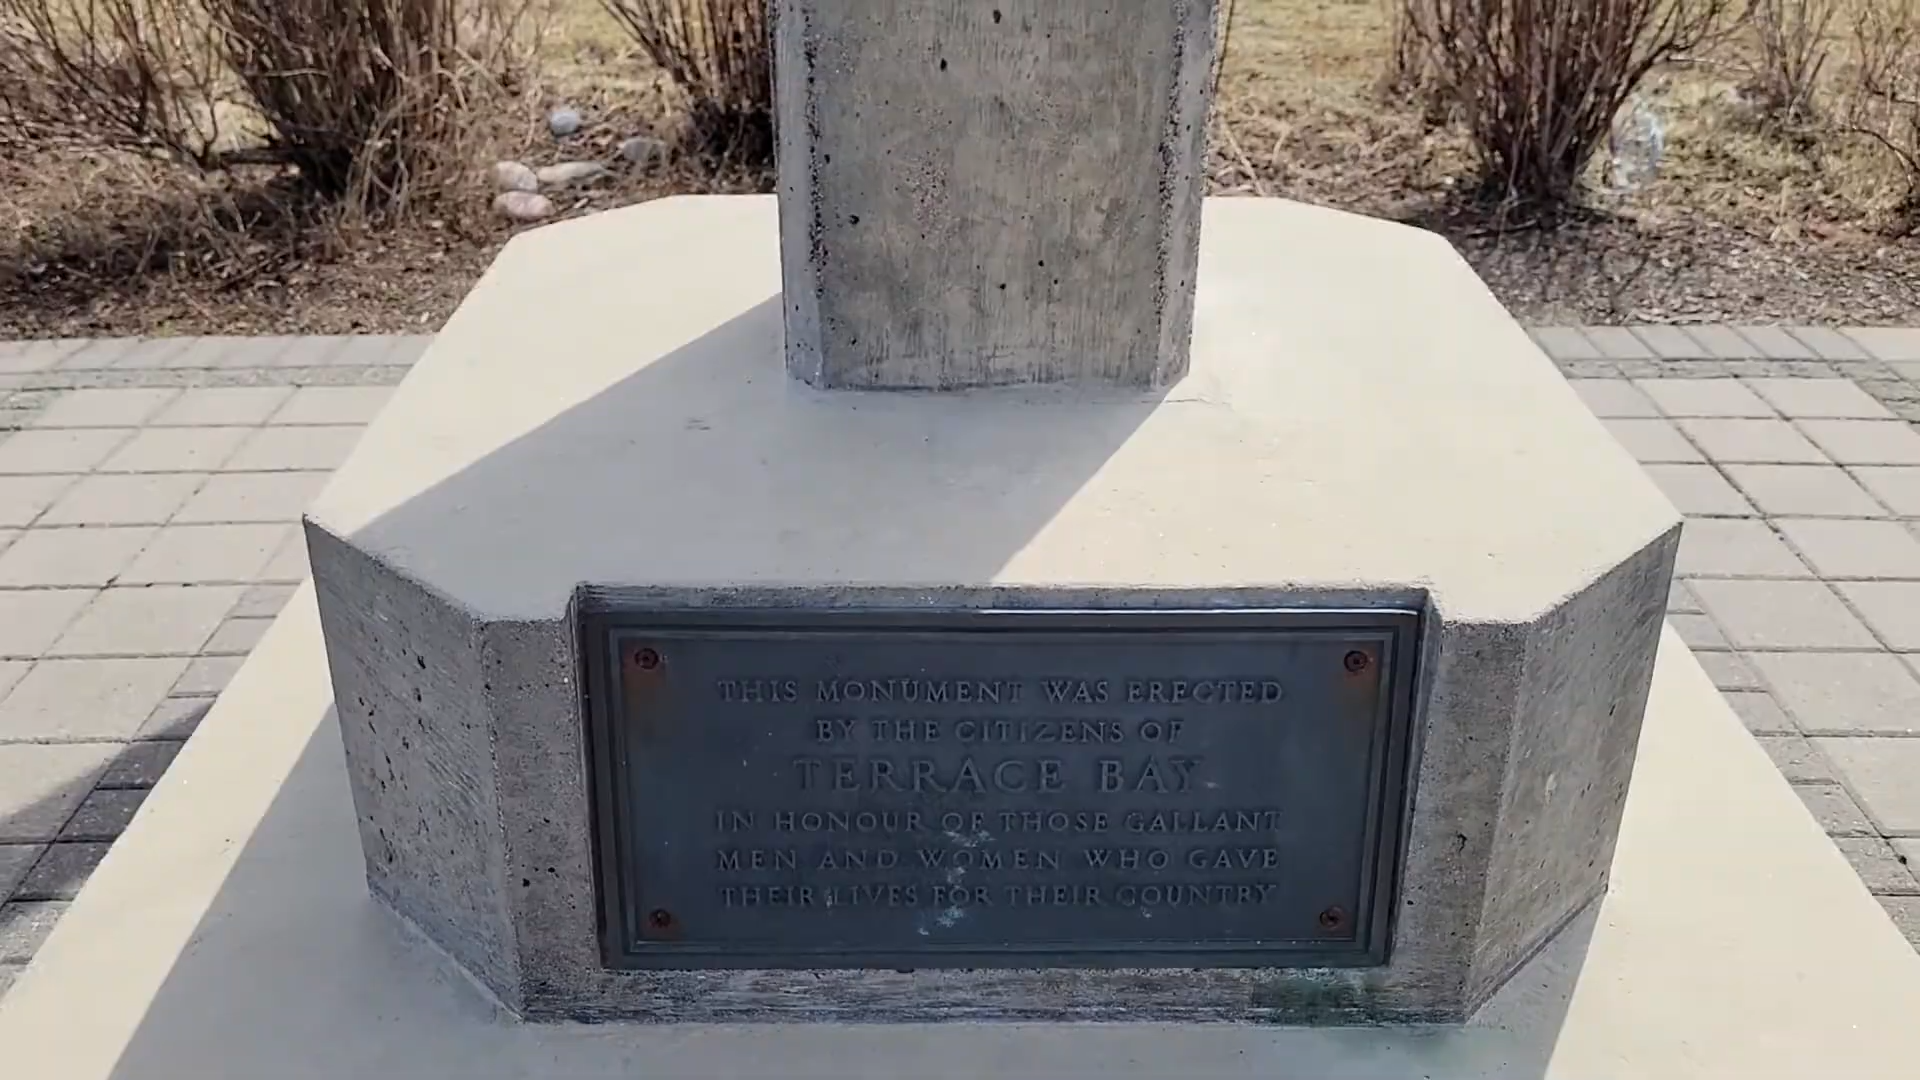 THIS MONUMENT WAS ERECTED
BY THE CITIZENS OF
TERRACE BAY
IN HONOUR OF THOSE GALLANT
MEN AND WOMEN WHO GAVE
THEIR LIVES FOR THEIR COUNTRY